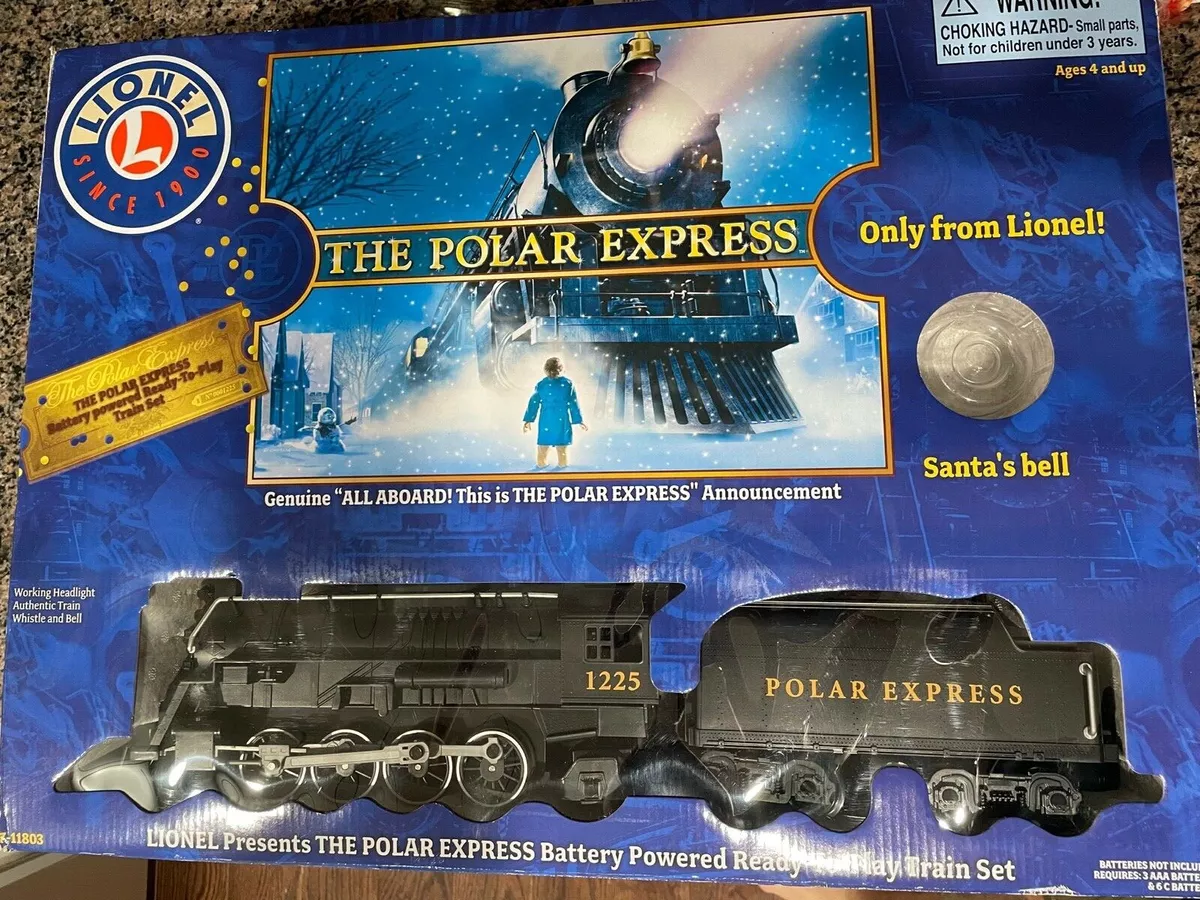 WARNING:
CHOKING HAZARD- Small parts,
Not for children under 3 years.
Ages 4 and up
LIONEL
L
SINCE 1900
®
THE POLAR EXPRESS
Only from Lionel!
The Polar Express
THE POLAR EXPRESS
Battery powered Ready-To-Play
Train Set
Santa's bell
Genuine "ALL ABOARD! This is THE POLAR EXPRESS" Announcement
Working Headlight
Authentic Train
Whistle and Bell
1225
POLAR EXPRESS
7-11803
LIONEL Presents THE POLAR EXPRESS Battery Powered Ready-To-Play Train Set
BATTERIES NOT INCLU
REQUIRES: 3 AAA BATTE
& 6 C BATTE